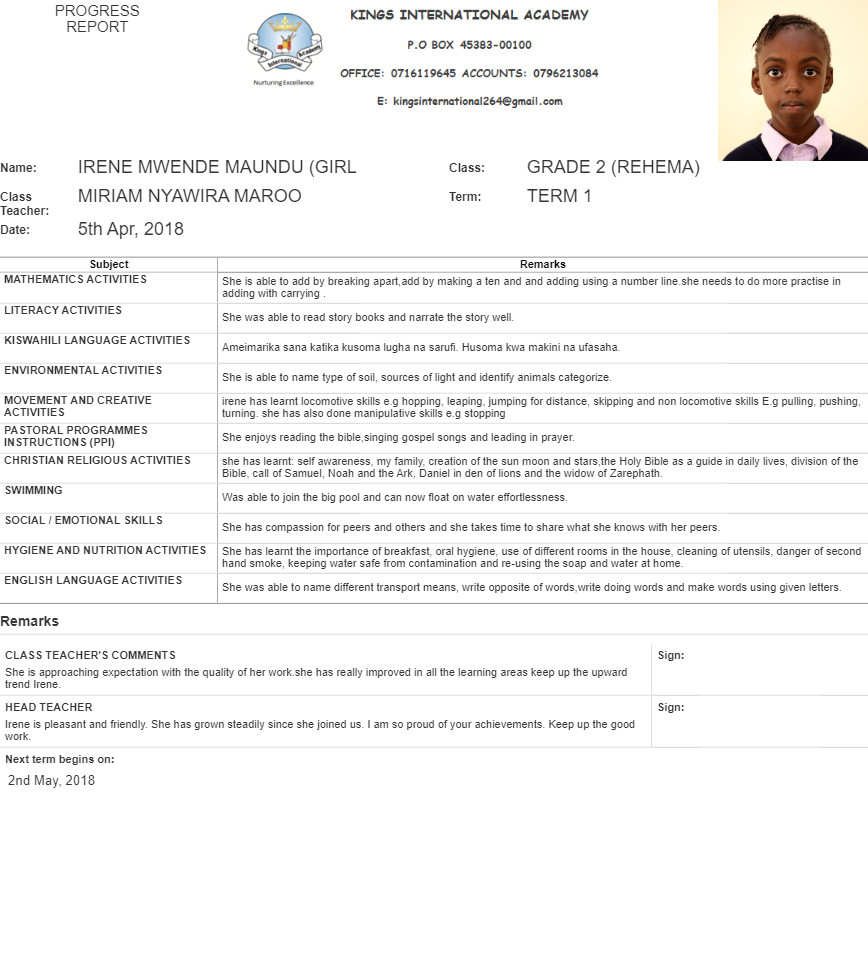 PROGRESS
REPORT
KINGS INTERNATIONAL ACADEMY
P.O BOX 45383-00100
OFFICE: 0716119645 ACCOUNTS: 0796213084
E: kingsinternational264@gmail.com
Kings Academy
International
Nurturing Excellence
Name: IRENE MWENDE MAUNDU (GIRL Class: GRADE 2 (REHEMA)
Class
Teacher: MIRIAM NYAWIRA MAROO Term: TERM 1
Date: 5th Apr, 2018
Subject Remarks
MATHEMATICS ACTIVITIES
She is able to add by breaking apart,add by making a ten and and adding using a number line.she needs to do more practise in
adding with carrying .
LITERACY ACTIVITIES
She was able to read story books and narrate the story well.
KISWAHILI LANGUAGE ACTIVITIES
Ameimarika sana katika kusoma lugha na sarufi. Husoma kwa makini na ufasaha.
ENVIRONMENTAL ACTIVITIES
She is able to name type of soil, sources of light and identify animals categorize.
MOVEMENT AND CREATIVE
ACTIVITIES
irene has learnt locomotive skills e.g hopping, leaping, jumping for distance, skipping and non locomotive skills E.g pulling, pushing,
turning. she has also done manipulative skills e.g stopping
PASTORAL PROGRAMMES
INSTRUCTIONS (PPI)
She enjoys reading the bible,singing gospel songs and leading in prayer.
CHRISTIAN RELIGIOUS ACTIVITIES
she has learnt: self awareness, my family, creation of the sun moon and stars,the Holy Bible as a guide in daily lives, division of the
Bible, call of Samuel, Noah and the Ark, Daniel in den of lions and the widow of Zarephath.
SWIMMING
Was able to join the big pool and can now float on water effortlessness.
SOCIAL / EMOTIONAL SKILLS
She has compassion for peers and others and she takes time to share what she knows with her peers.
HYGIENE AND NUTRITION ACTIVITIES
She has learnt the importance of breakfast, oral hygiene, use of different rooms in the house, cleaning of utensils, danger of second
hand smoke, keeping water safe from contamination and re-using the soap and water at home.
ENGLISH LANGUAGE ACTIVITIES
She was able to name different transport means, write opposite of words,write doing words and make words using given letters.
Remarks
CLASS TEACHER'S COMMENTS Sign:
She is approaching expectation with the quality of her work.she has really improved in all the learning areas keep up the upward
trend Irene.
HEAD TEACHER Sign:
Irene is pleasant and friendly. She has grown steadily since she joined us. I am so proud of your achievements. Keep up the good
work.
Next term begins on:
2nd May, 2018